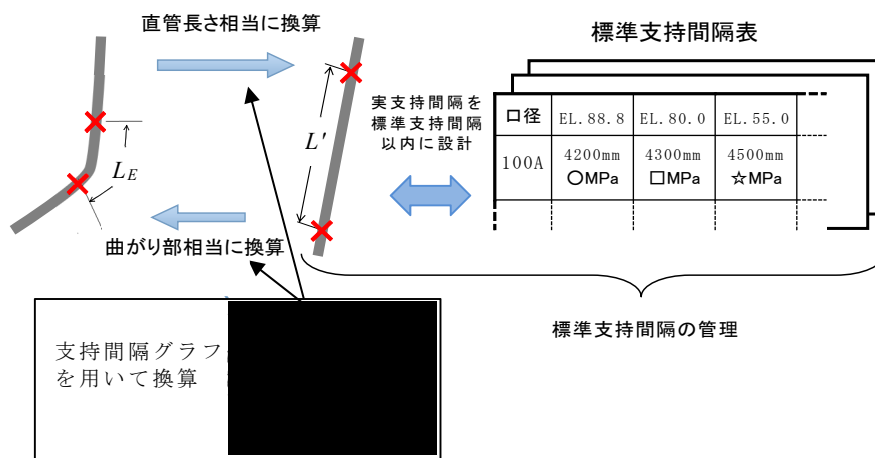 直管長さ相当に換算
標準支持間隔表
実支持間隔を
標準支持間隔
以内に設計
口径 EL.88.8 EL.80.0 EL.55.0
100A 4200mm 4300mm 4500mm
○MPa □MPa ☆MPa
L'
L_E
曲がり部相当に換算
標準支持間隔の管理
支持間隔グラフ
を用いて換算